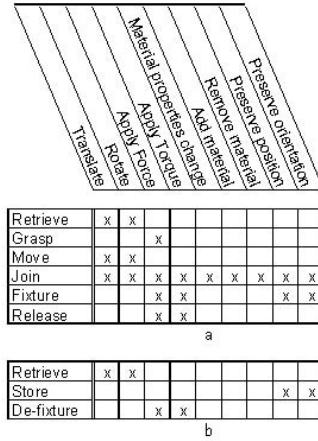 Translate
Rotate
Apply Force
Apply Torque
Material properties change
Add material
Remove material
Preserve position
Preserve orientation
Retrieve x x
Grasp x
Move x x
Join x x x x x x x x x
Fixture x x x x
Release x x
a
Retrieve x x
Store x x
De-fixture x x
b